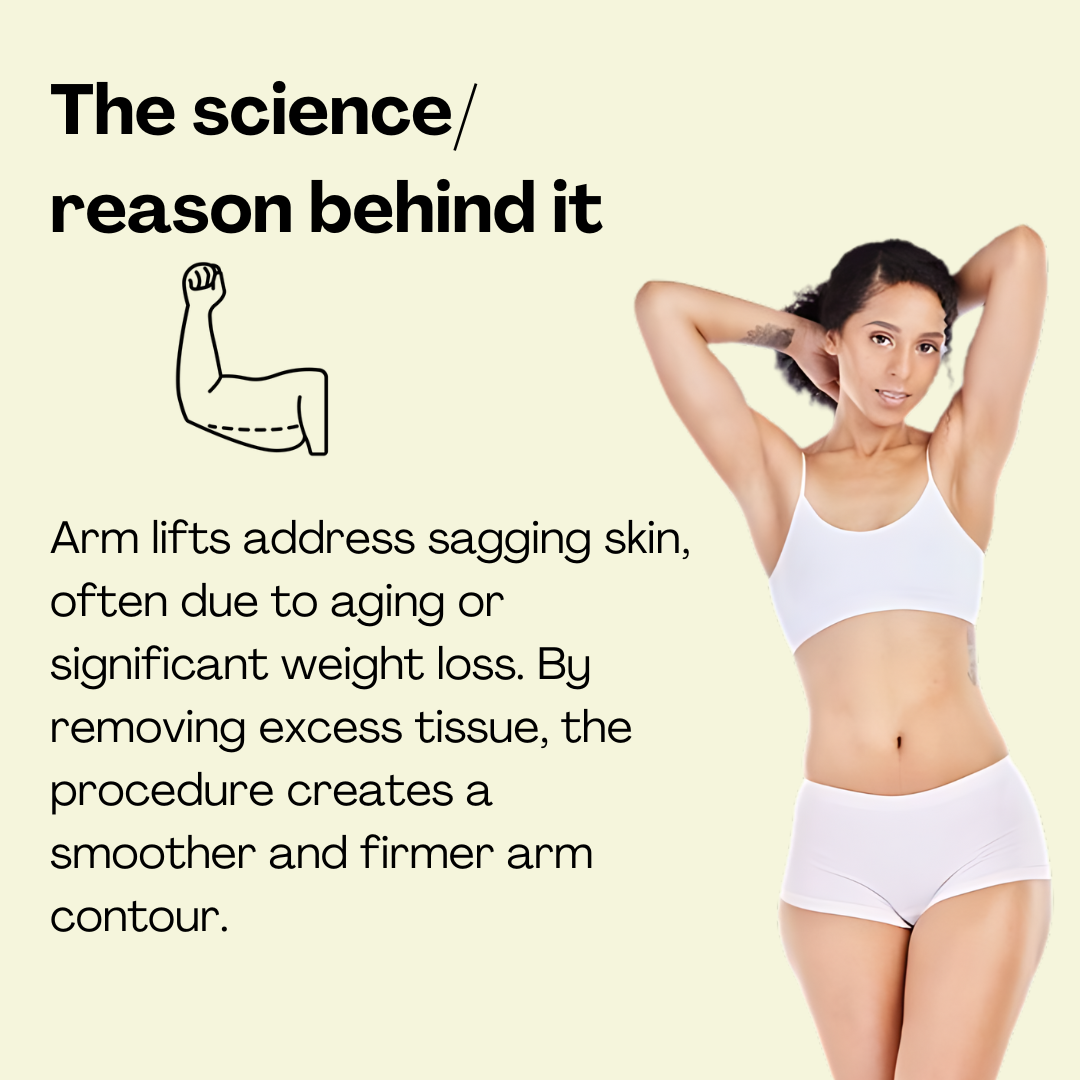 The science/
reason behind it
Arm lifts address sagging skin,
often due to aging or
significant weight loss. By
removing excess tissue, the
procedure creates a
smoother and firmer arm
contour.